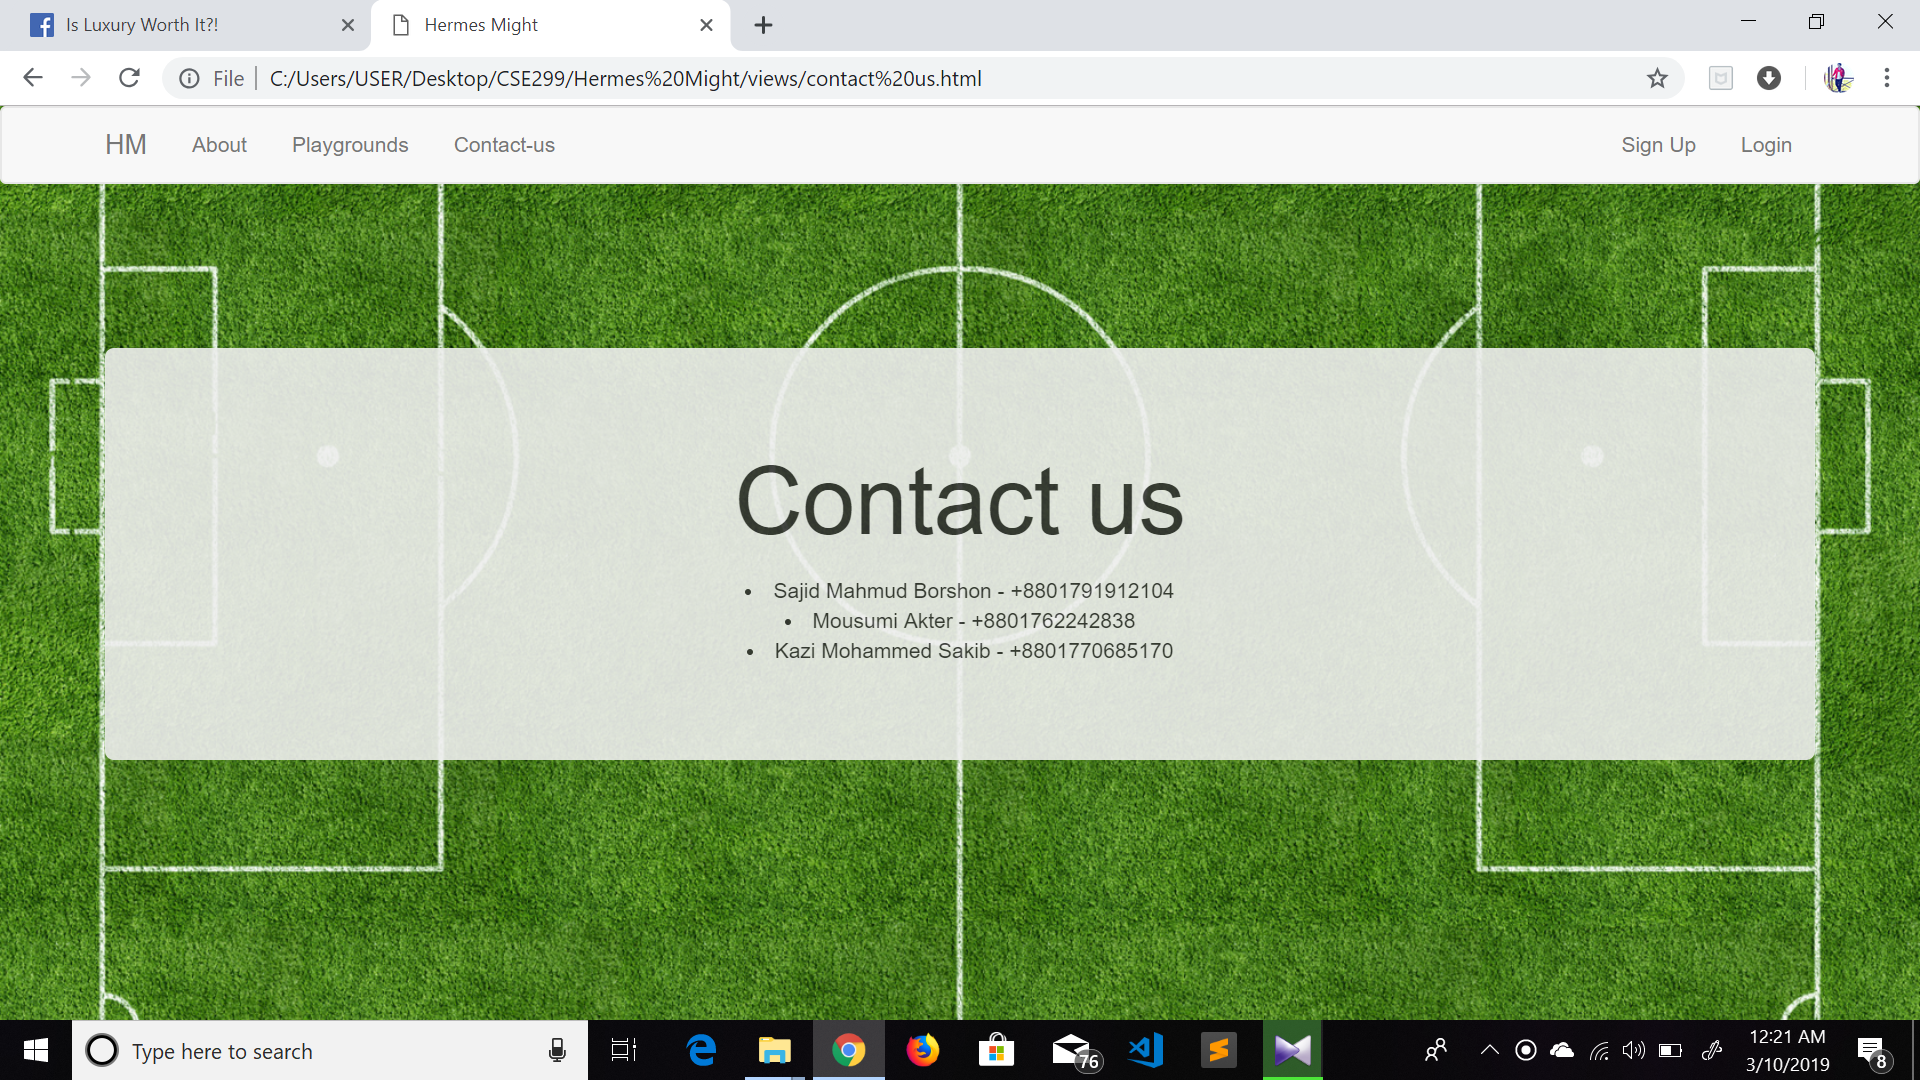 Is Luxury Worth It?!
Hermes Might
File
C:/Users/USER/Desktop/CSE299/Hermes%20Might/views/contact%20us.html
HM About Playgrounds Contact-us Sign Up Login
Contact us
• Sajid Mahmud Borshon - +8801791912104
• Mousumi Akter - +8801762242838
• Kazi Mohammed Sakib - +8801770685170
Type here to search
76
12:21 AM
3/10/2019
8